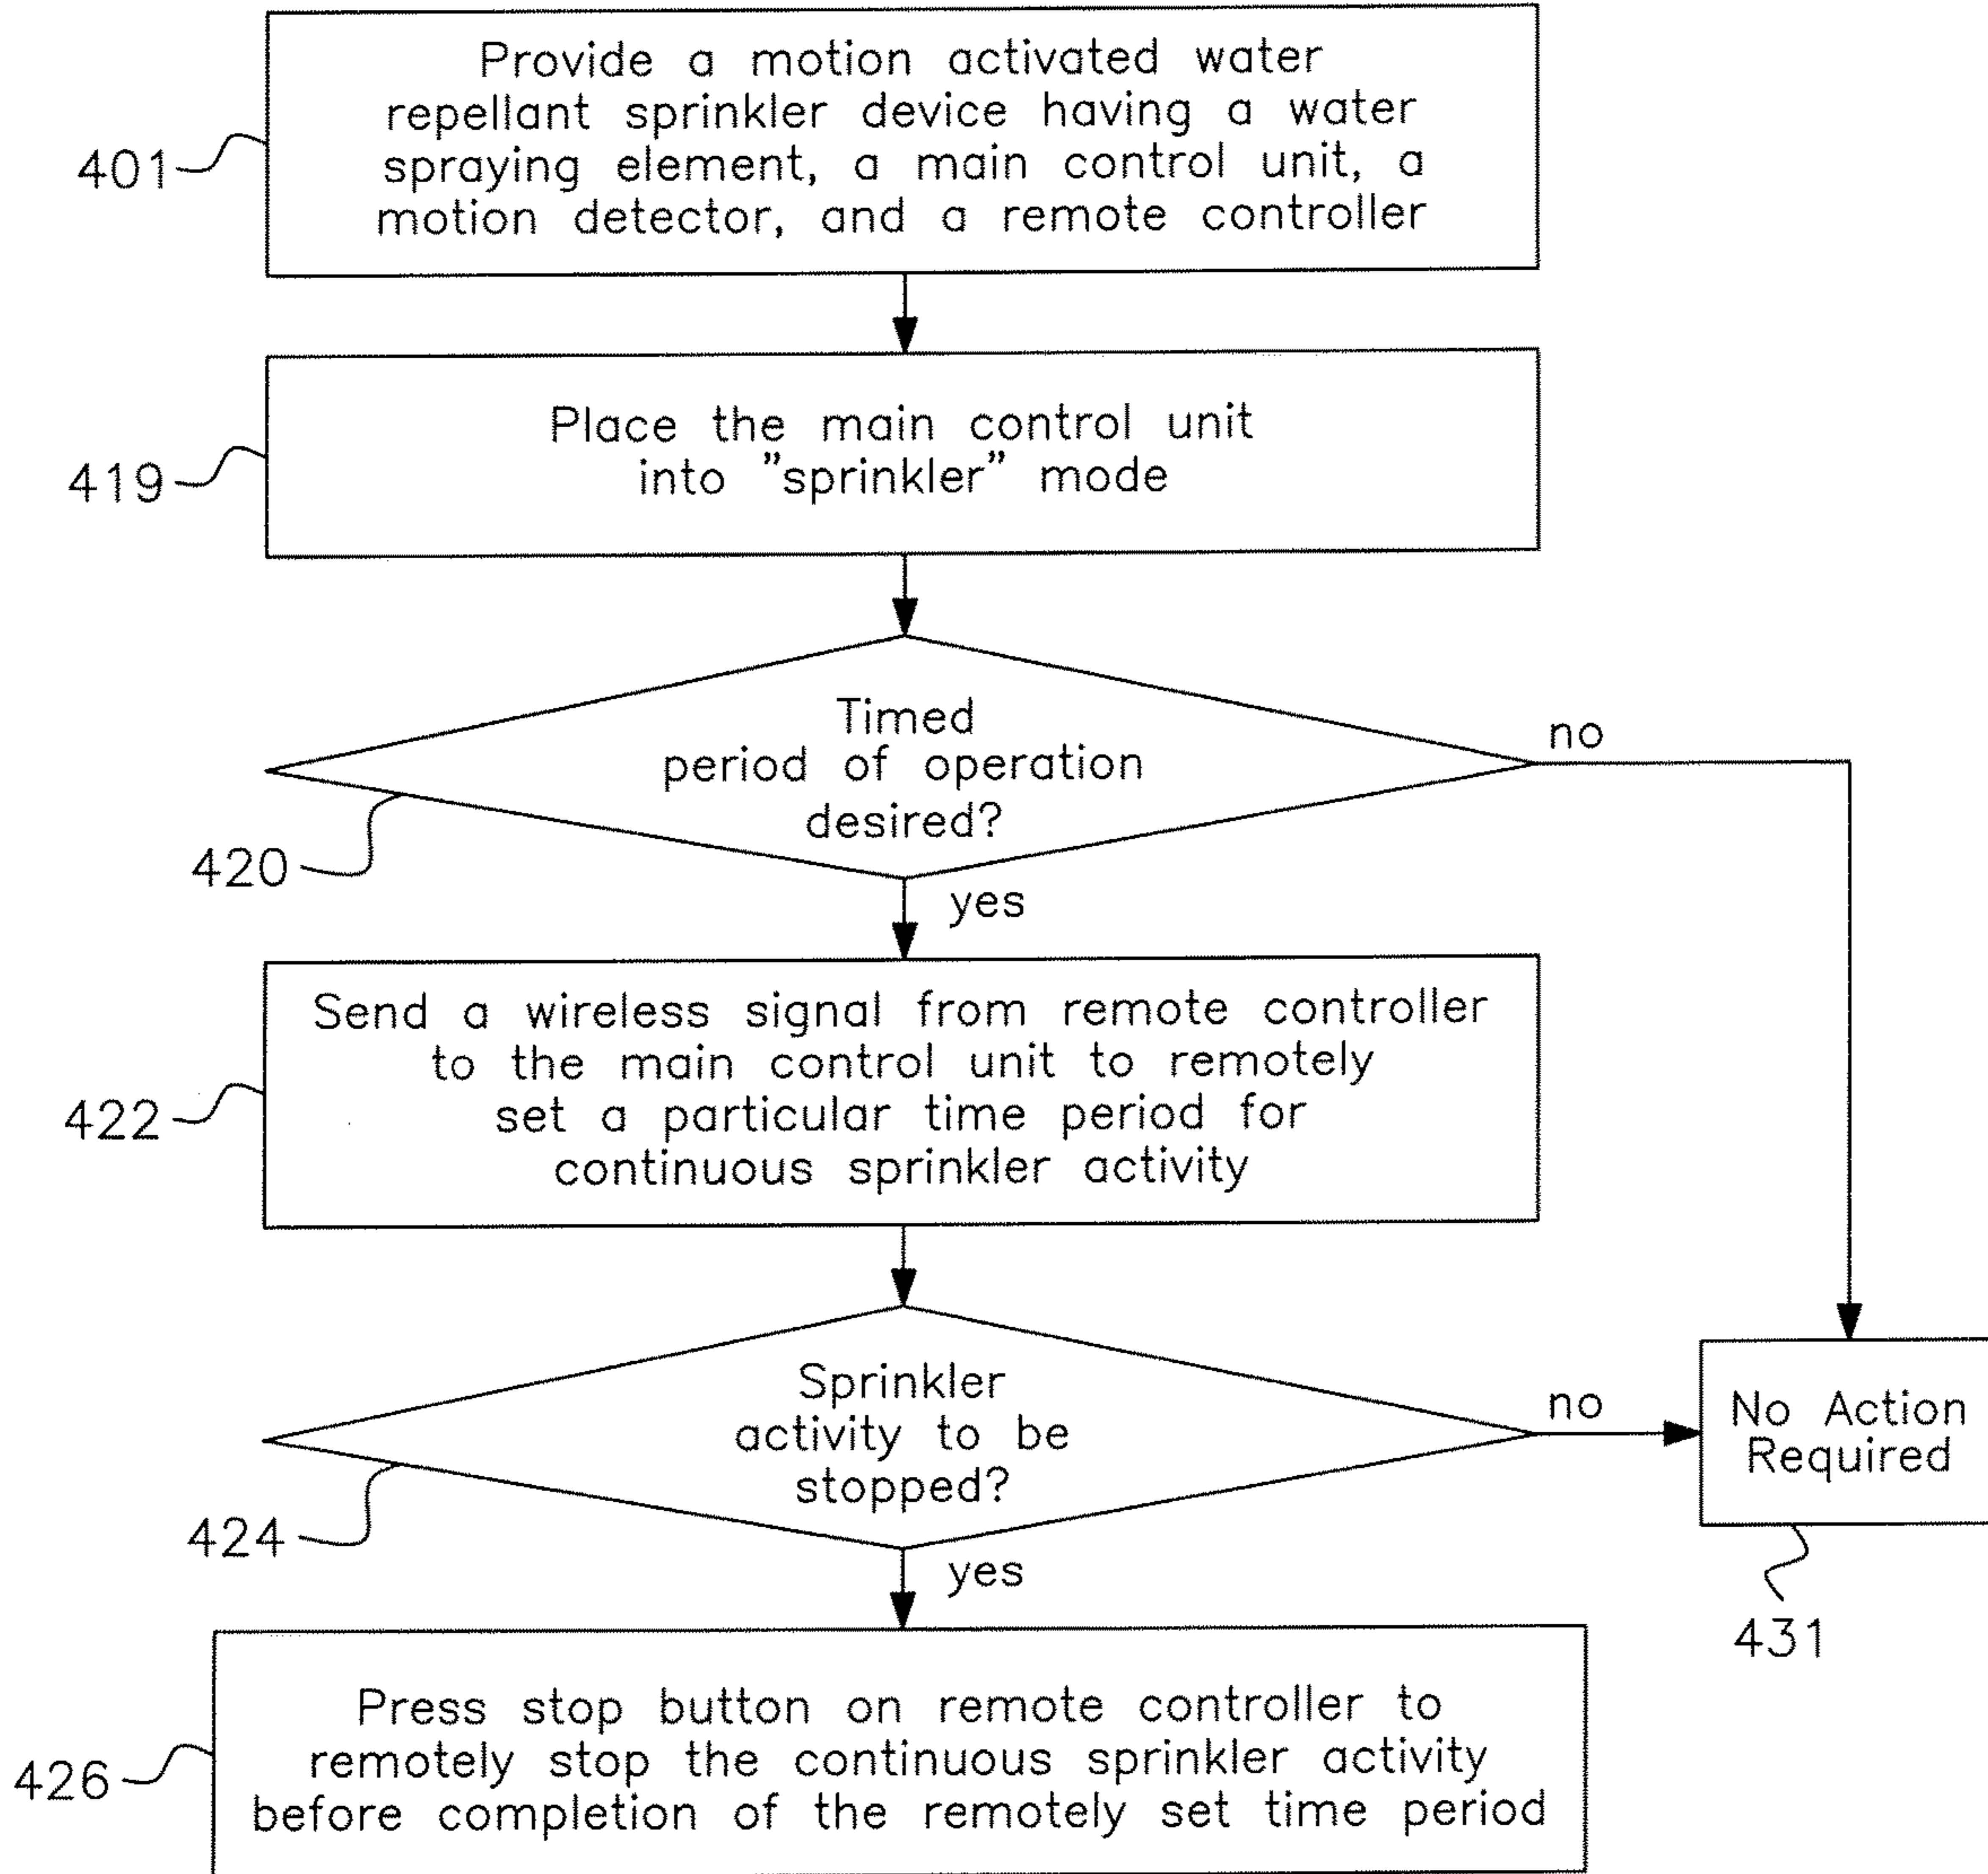 Provide a motion activated water
repellant sprinkler device having a water
spraying element, a main control unit, a
motion detector, and a remote controller
401
Place the main control unit
into "sprinkler" mode
419
Timed
period of operation
desired?
no
420
yes
Send a wireless signal from remote controller
to the main control unit to remotely
set a particular time period for
continuous sprinkler activity
422
Sprinkler
activity to be
stopped?
no
No Action
Required
424
yes
431
Press stop button on remote controller to
remotely stop the continuous sprinkler activity
before completion of the remotely set time period
426